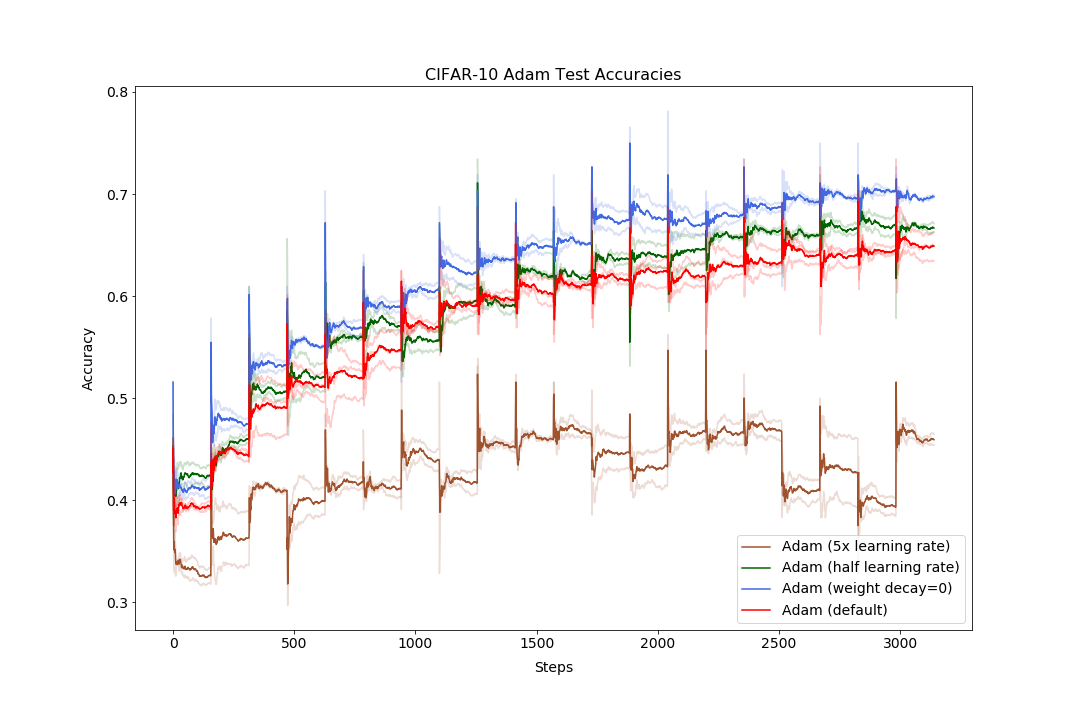 CIFAR-10 Adam Test Accuracies
0.8
0.7
0.6
0.5
0.4
0.3
Accuracy
0
500
1000
1500
2000
2500
3000
Steps
Adam (5x learning rate)
Adam (half learning rate)
Adam (weight decay=0)
Adam (default)